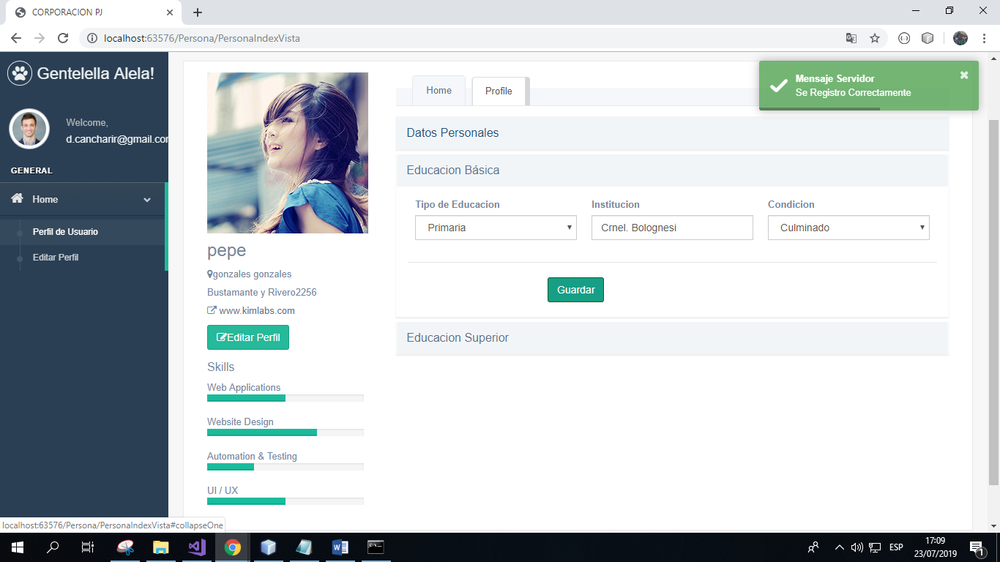 CORPORACION PJ
localhost:63576/Persona/PersonaIndexVista
Gentelella Alela!
Welcome,
d.cancharir@gmail.com
GENERAL
Home
Perfil de Usuario
Editar Perfil
pepe
gonzales gonzales
Bustamante y Rivero2256
www.kimlabs.com
Editar Perfil
Skills
Web Applications
Website Design
Automation & Testing
UI / UX
Home
Profile
Mensaje Servidor
Se Registro Correctamente
Datos Personales
Educacion Básica
Tipo de Educacion
Institucion
Condicion
Primaria
Crnel. Bolognesi
Culminado
Guardar
Educacion Superior
localhost:63576/Persona/PersonaIndexVista#collapseOne
ESP
17:09
23/07/2019
1